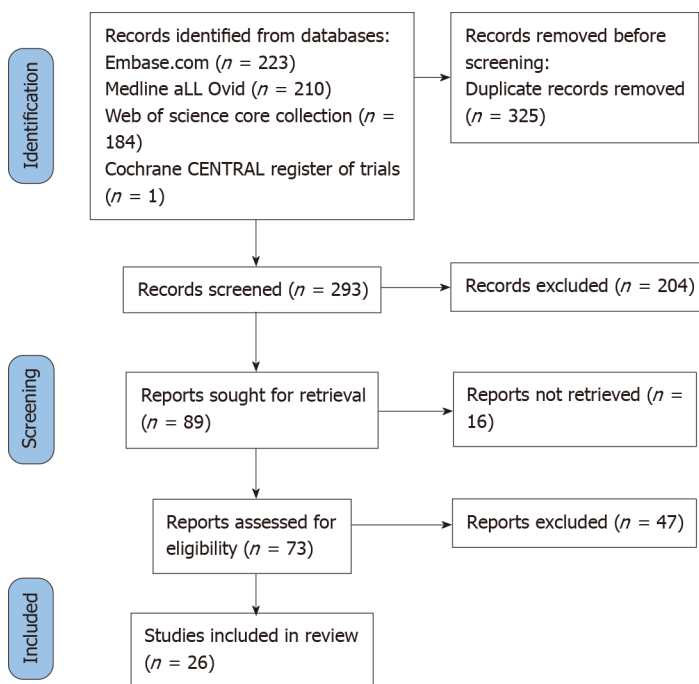 Identification
Records identified from databases:
Embase.com (n = 223)
Medline aLL Ovid (n = 210)
Web of science core collection (n =
184)
Cochrane CENTRAL register of trials
(n = 1)
Records removed before
screening:
Duplicate records removed
(n = 325)
Screening
Records screened (n = 293)
Records excluded (n = 204)
Reports sought for retrieval
(n = 89)
Reports not retrieved (n =
16)
Reports assessed for
eligibility (n = 73)
Reports excluded (n = 47)
Included
Studies included in review
(n = 26)